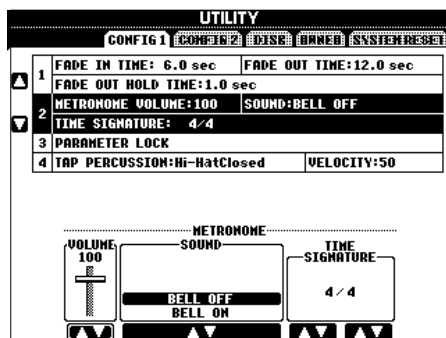 UTILITY
CONFIG 1 CONFIG 2 DISK OWNER SYSTEM RESET
1 FADE IN TIME: 6.0 sec FADE OUT TIME:12.0 sec
FADE OUT HOLD TIME:1.0 sec
2 METRONOME VOLUME:100 SOUND:BELL OFF
TIME SIGNATURE: 4/4
3 PARAMETER LOCK
4 TAP PERCUSSION:Hi-HatClosed VELOCITY:50
METRONOME
VOLUME SOUND TIME SIGNATURE
100
4/4
BELL OFF
BELL ON